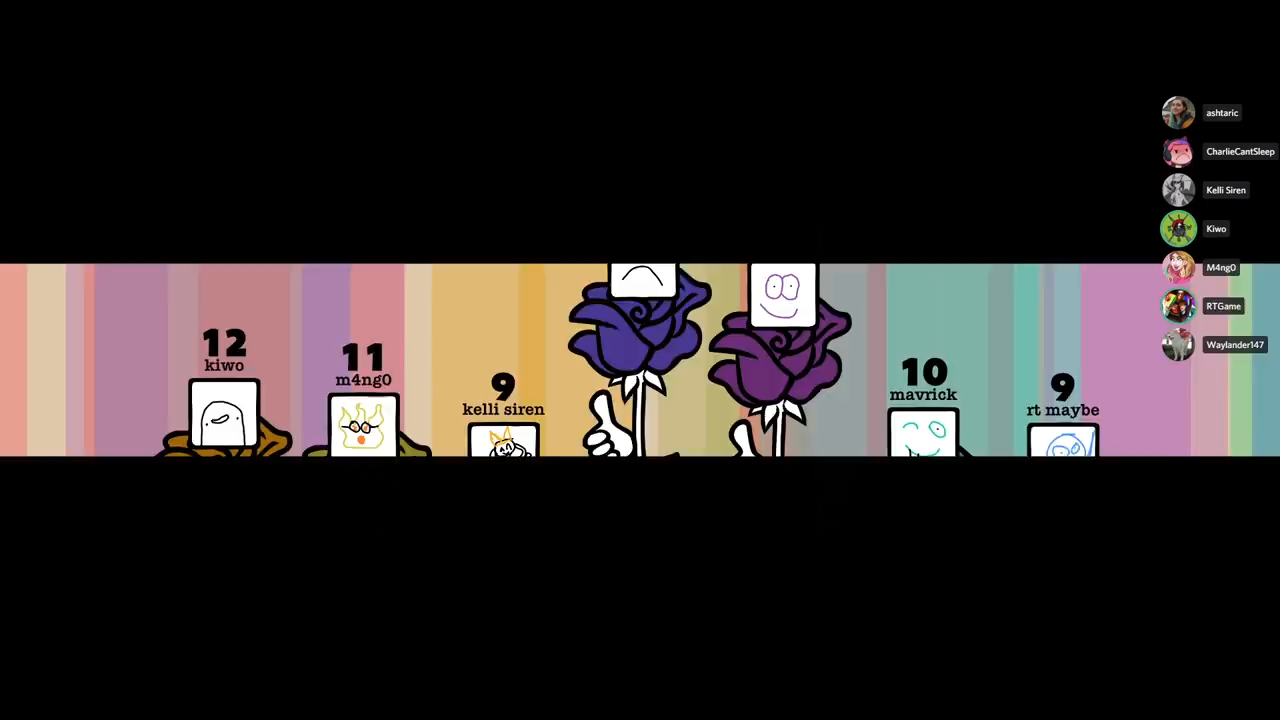 12
kiwo
11
m4ng0
9
kelli siren
10
mavrick
9
rt maybe
ashtaric
CharlieCantSleep
Kelli Siren
Kiwo
M4ng0
RTGame
Waylander147